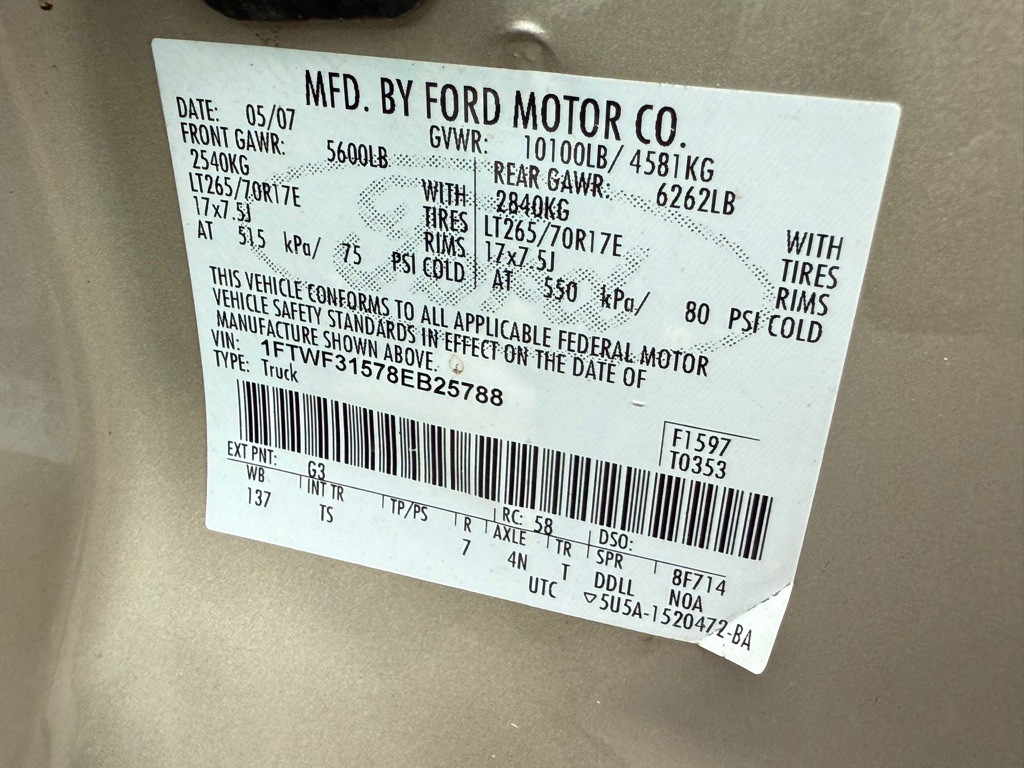 MFD. BY FORD MOTOR CO.
DATE: 05/07 GVWR: 10100LB/ 4581KG
FRONT GAWR: 5600LB REAR GAWR: 6262LB
2540KG WITH 2840KG WITH
LT265/70R17E TIRES LT265/70R17E TIRES
17x7.5J RIMS 17x7.5J RIMS
AT 515 kPa/ 75 PSI COLD AT 550 kPa/ 80 PSI COLD
THIS VEHICLE CONFORMS TO ALL APPLICABLE FEDERAL MOTOR
VEHICLE SAFETY STANDARDS IN EFFECT ON THE DATE OF
MANUFACTURE SHOWN ABOVE.
VIN: 1FTWF31578EB25788
TYPE: Truck
F1597
T0353
EXT PNT: G3 RC: 58 DSO:
WB INT TR TP/PS R AXLE TR SPR 8F714
137 TS 7 4N T DDLL NOA
UTC ▽5U5A-1520472-BA